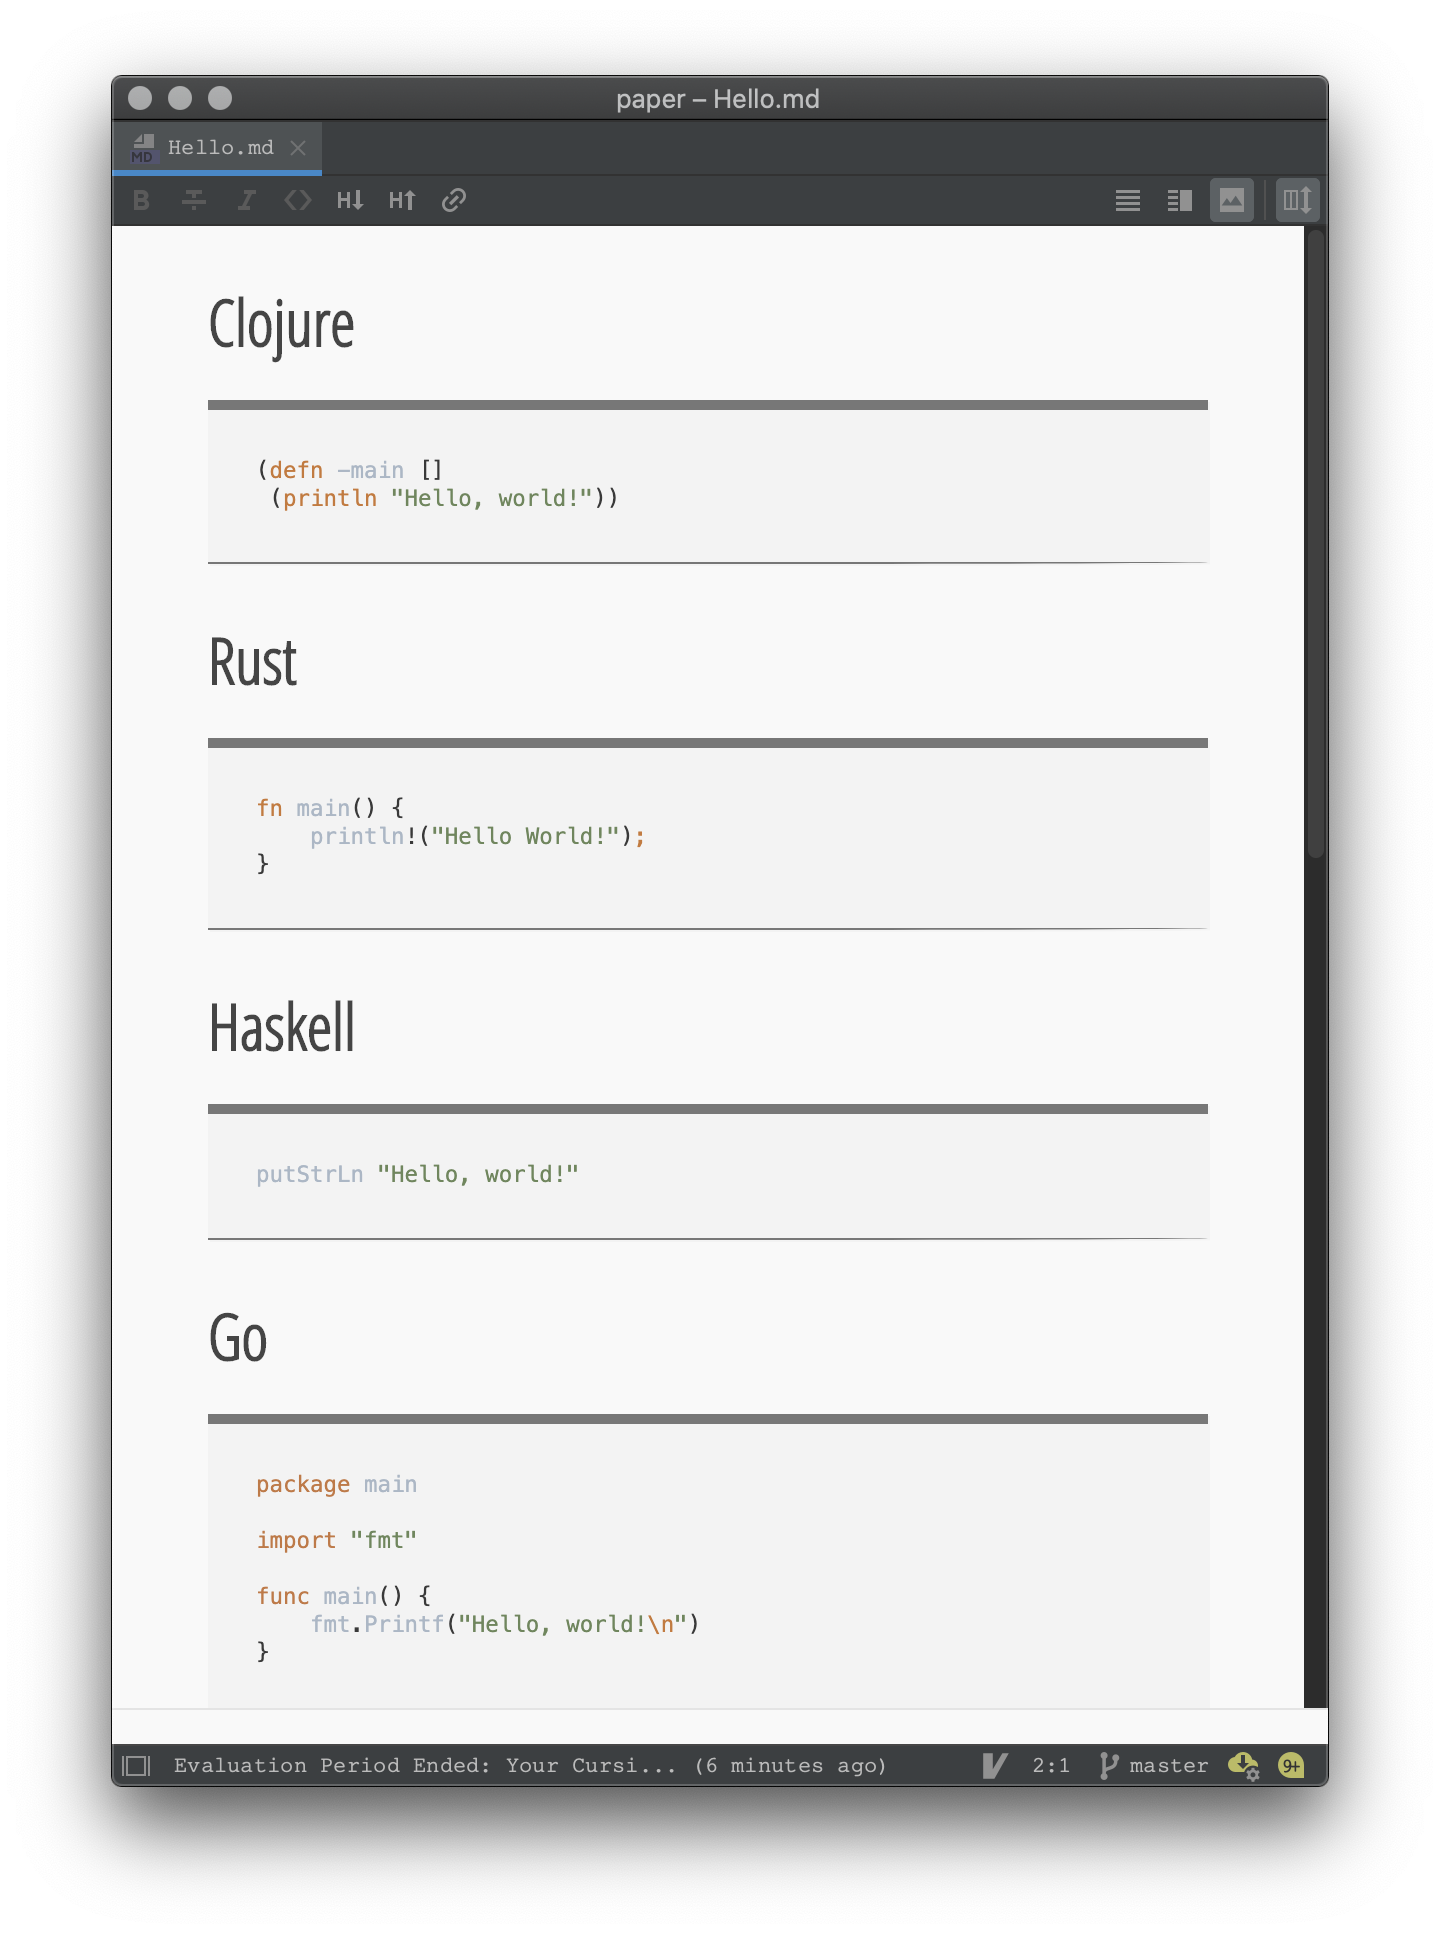 paper – Hello.md
MD Hello.md
B I <> H↓ H↑
Clojure
(defn -main []
 (println "Hello, world!"))
Rust
fn main() {
    println!("Hello World!");
}
Haskell
putStrLn "Hello, world!"
Go
package main
import "fmt"
func main() {
    fmt.Printf("Hello, world!\n")
}
Evaluation Period Ended: Your Cursi... (6 minutes ago) 2:1 master 9+